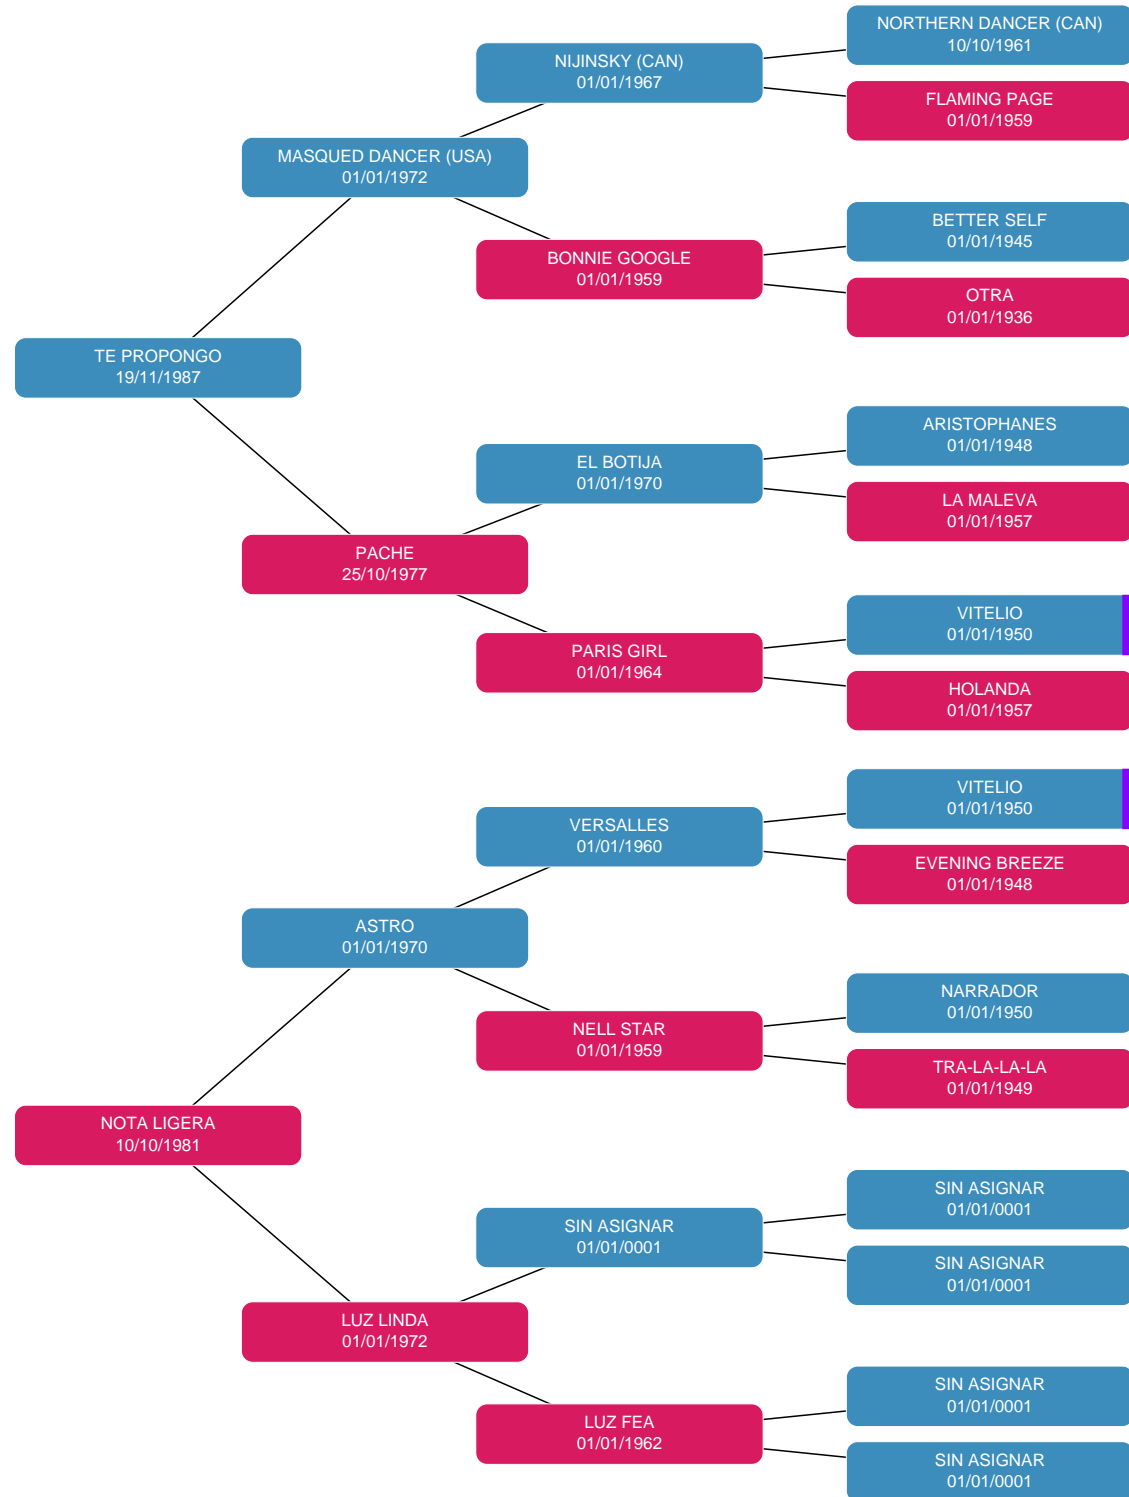 NORTHERN DANCER (CAN)
10/10/1961
NIJINSKY (CAN)
01/01/1967
FLAMING PAGE
01/01/1959
MASQUED DANCER (USA)
01/01/1972
BETTER SELF
01/01/1945
BONNIE GOOGLE
01/01/1959
OTRA
01/01/1936
TE PROPONGO
19/11/1987
ARISTOPHANES
01/01/1948
EL BOTIJA
01/01/1970
LA MALEVA
01/01/1957
PACHE
25/10/1977
VITELIO
01/01/1950
PARIS GIRL
01/01/1964
HOLANDA
01/01/1957
VITELIO
01/01/1950
VERSALLES
01/01/1960
EVENING BREEZE
01/01/1948
ASTRO
01/01/1970
NARRADOR
01/01/1950
NELL STAR
01/01/1959
TRA-LA-LA-LA
01/01/1949
NOTA LIGERA
10/10/1981
SIN ASIGNAR
01/01/0001
SIN ASIGNAR
01/01/0001
SIN ASIGNAR
01/01/0001
LUZ LINDA
01/01/1972
SIN ASIGNAR
01/01/0001
LUZ FEA
01/01/1962
SIN ASIGNAR
01/01/0001